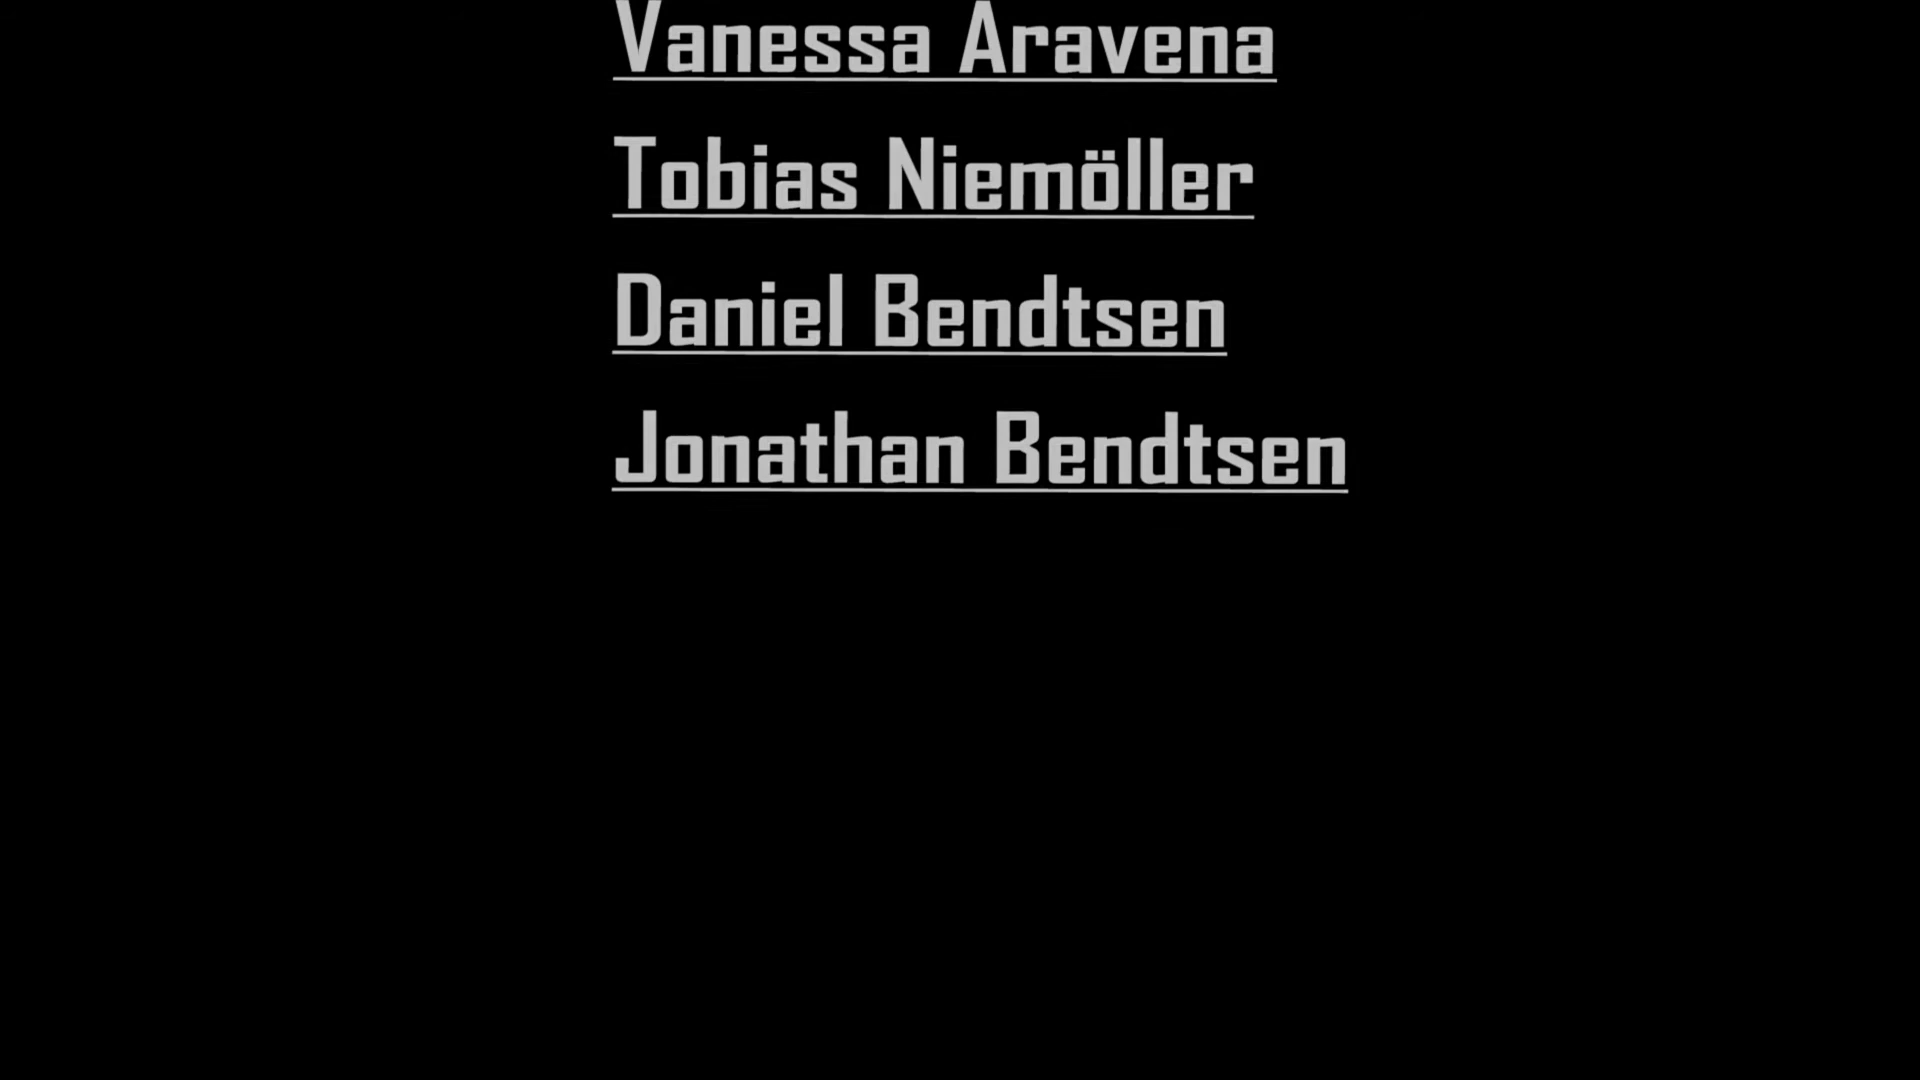 Vanessa Aravena
Tobias Niemöller
Daniel Bendtsen
Jonathan Bendtsen